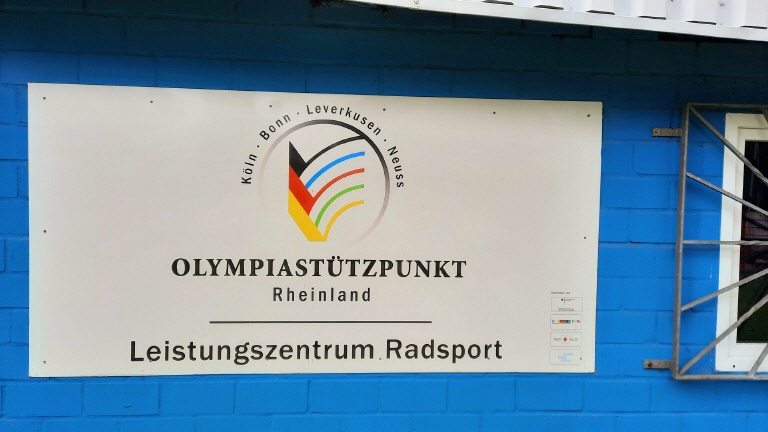 Köln · Bonn · Leverkusen · Neuss
OLYMPIASTÜTZPUNKT
Rheinland
Leistungszentrum Radsport